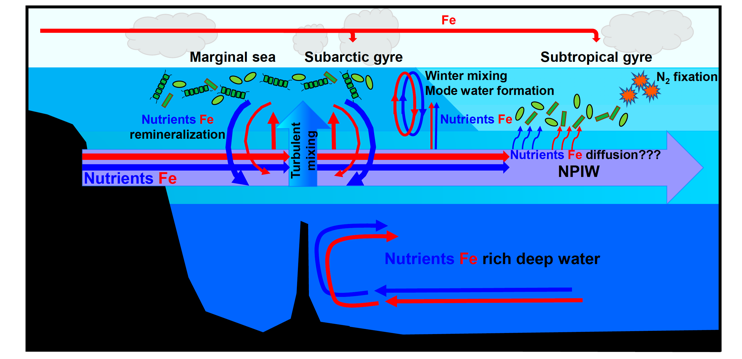 Fe
Marginal sea
Subarctic gyre
Subtropical gyre
Winter mixing
Mode water formation
N2 fixation
Nutrients Fe
remineralization
Nutrients Fe
Turbulent
mixing
Nutrients Fe diffusion???
NPIW
Nutrients Fe
Nutrients Fe rich deep water